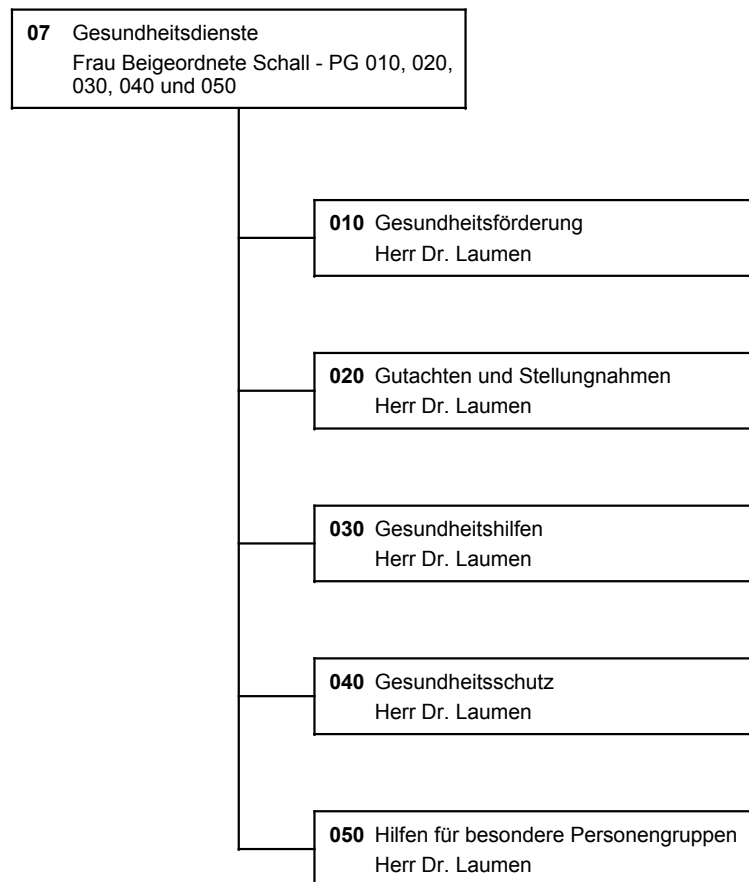 07 Gesundheitsdienste
Frau Beigeordnete Schall - PG 010, 020,
030, 040 und 050
010 Gesundheitsförderung
Herr Dr. Laumen
020 Gutachten und Stellungnahmen
Herr Dr. Laumen
030 Gesundheitshilfen
Herr Dr. Laumen
040 Gesundheitsschutz
Herr Dr. Laumen
050 Hilfen für besondere Personengruppen
Herr Dr. Laumen